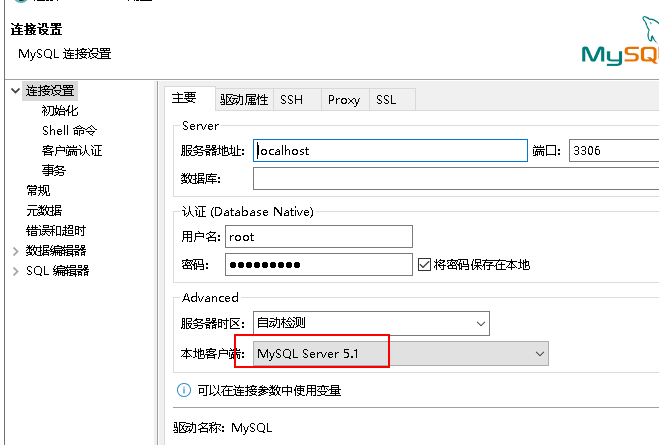 连接设置
MySQL 连接设置
MySQL
连接设置
初始化
Shell 命令
客户端认证
事务
常规
元数据
错误和超时
数据编辑器
SQL 编辑器
主要 驱动属性 SSH Proxy SSL
Server
服务器地址: localhost 端口: 3306
数据库:
认证 (Database Native)
用户名: root
密码: ●●●●●●●●● 将密码保存在本地
Advanced
服务器时区: 自动检测
本地客户端: MySQL Server 5.1
可以在连接参数中使用变量
驱动名称: MySQL